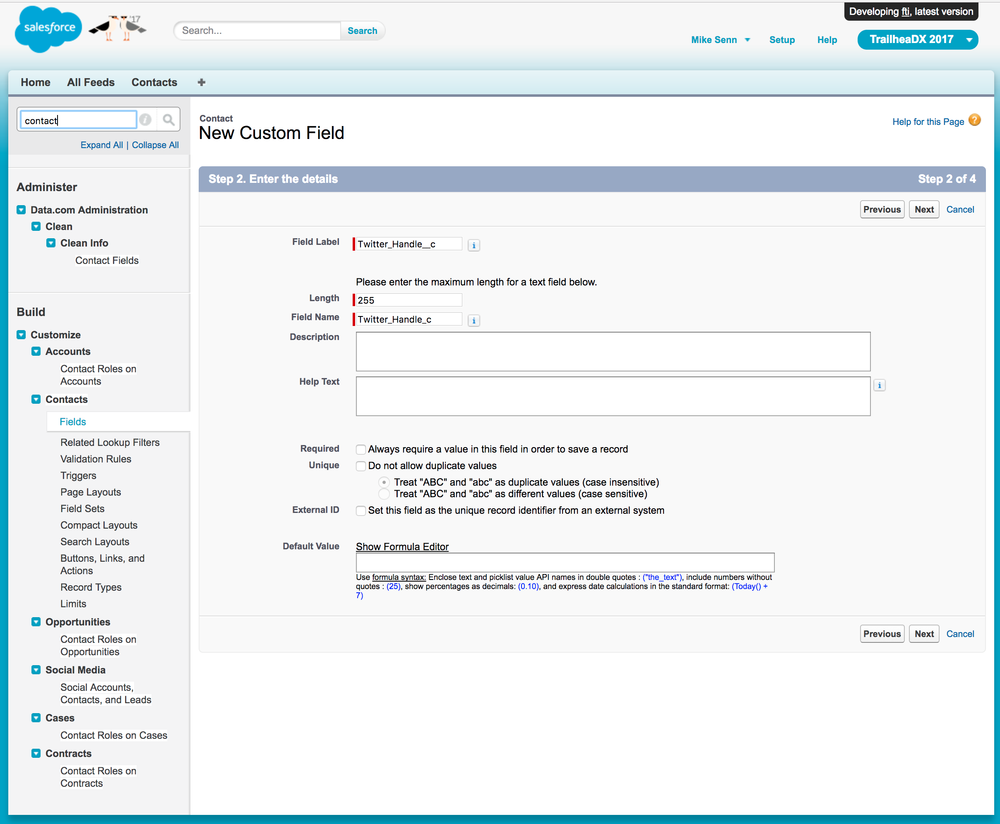 Developing fti, latest version
salesforce
'17
Search...
Search
Mike Senn
Setup
Help
TrailheaDX 2017
Home
All Feeds
Contacts
contact
Expand All | Collapse All
Administer
Data.com Administration
Clean
Clean Info
Contact Fields
Build
Customize
Accounts
Contact Roles on
Accounts
Contacts
Fields
Related Lookup Filters
Validation Rules
Triggers
Page Layouts
Field Sets
Compact Layouts
Search Layouts
Buttons, Links, and
Actions
Record Types
Limits
Opportunities
Contact Roles on
Opportunities
Social Media
Social Accounts,
Contacts, and Leads
Cases
Contact Roles on Cases
Contracts
Contact Roles on
Contracts
Contact
New Custom Field
Help for this Page ?
Step 2. Enter the details
Step 2 of 4
Previous
Next
Cancel
Field Label
Twitter_Handle__c
i
Please enter the maximum length for a text field below.
Length
255
Field Name
Twitter_Handle_c
i
Description
Help Text
i
Required
Always require a value in this field in order to save a record
Unique
Do not allow duplicate values
Treat "ABC" and "abc" as duplicate values (case insensitive)
Treat "ABC" and "abc" as different values (case sensitive)
External ID
Set this field as the unique record identifier from an external system
Default Value
Show Formula Editor
Use formula syntax: Enclose text and picklist value API names in double quotes : ("the_text"), include numbers without
quotes : (25), show percentages as decimals: (0.10), and express date calculations in the standard format: (Today() +
7)
Previous
Next
Cancel